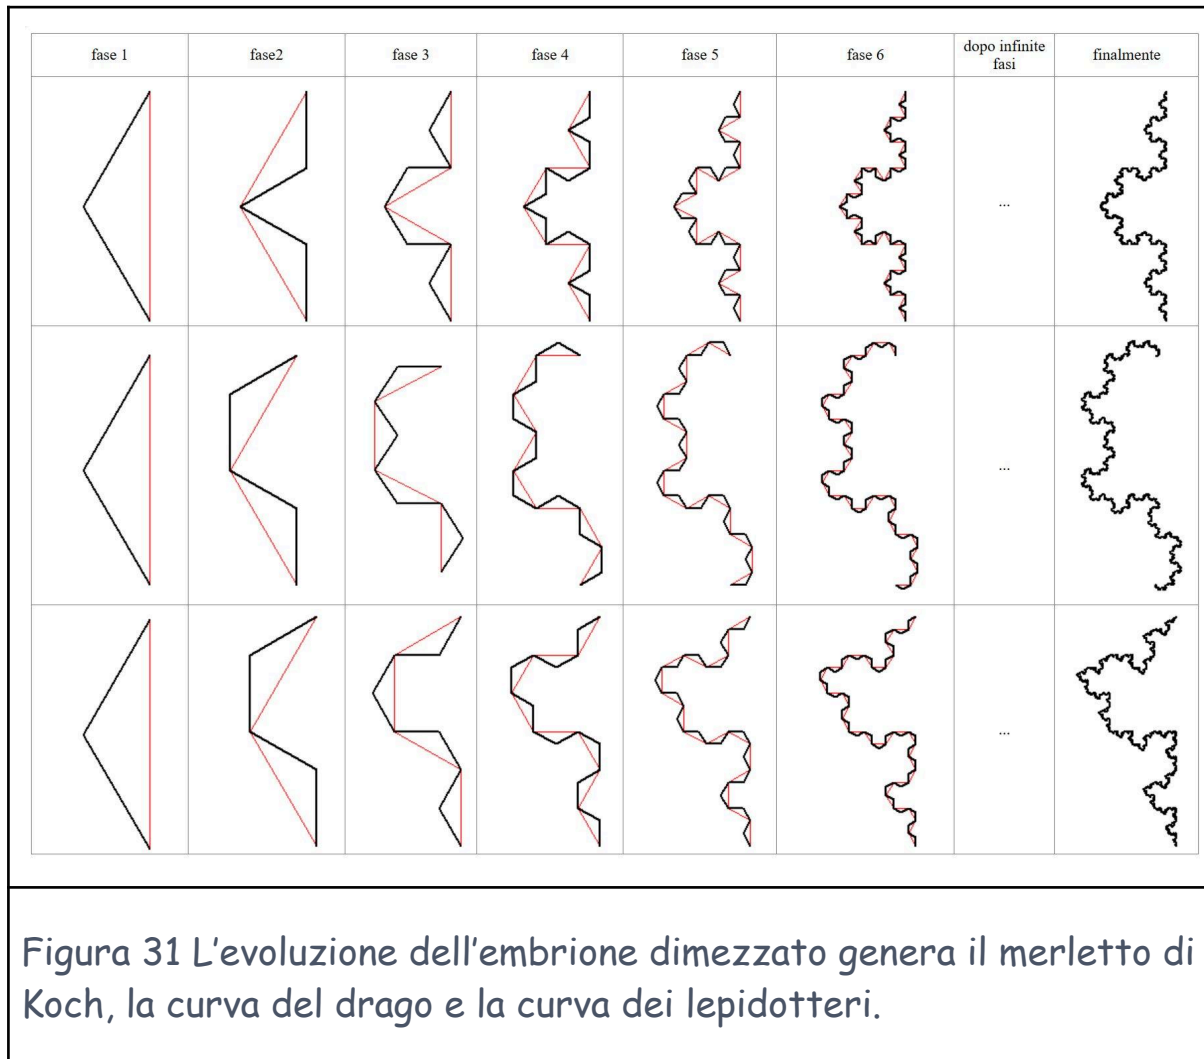 fase 1 fase2 fase 3 fase 4 fase 5 fase 6 dopo infinite fasi finalmente
...
...
...
Figura 31 L'evoluzione dell'embrione dimezzato genera il merletto di
Koch, la curva del drago e la curva dei lepidotteri.